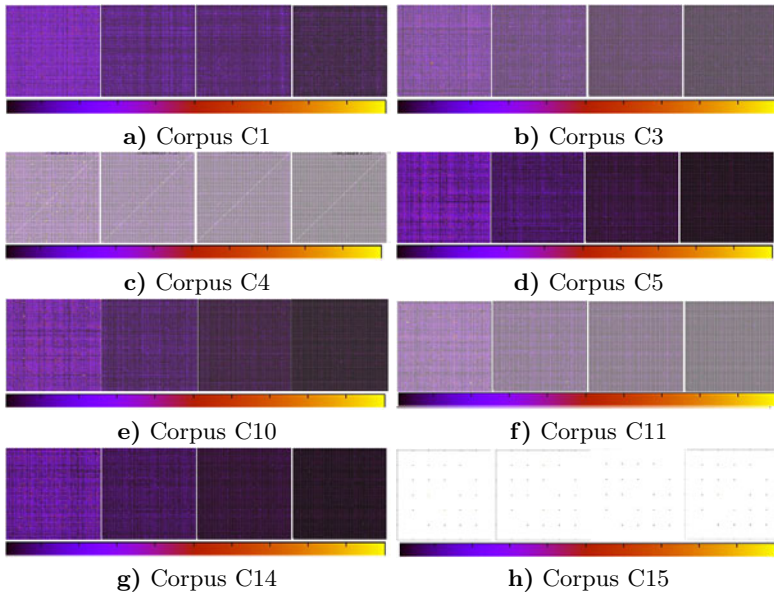 a) Corpus C1
b) Corpus C3
c) Corpus C4
d) Corpus C5
e) Corpus C10
f) Corpus C11
g) Corpus C14
h) Corpus C15